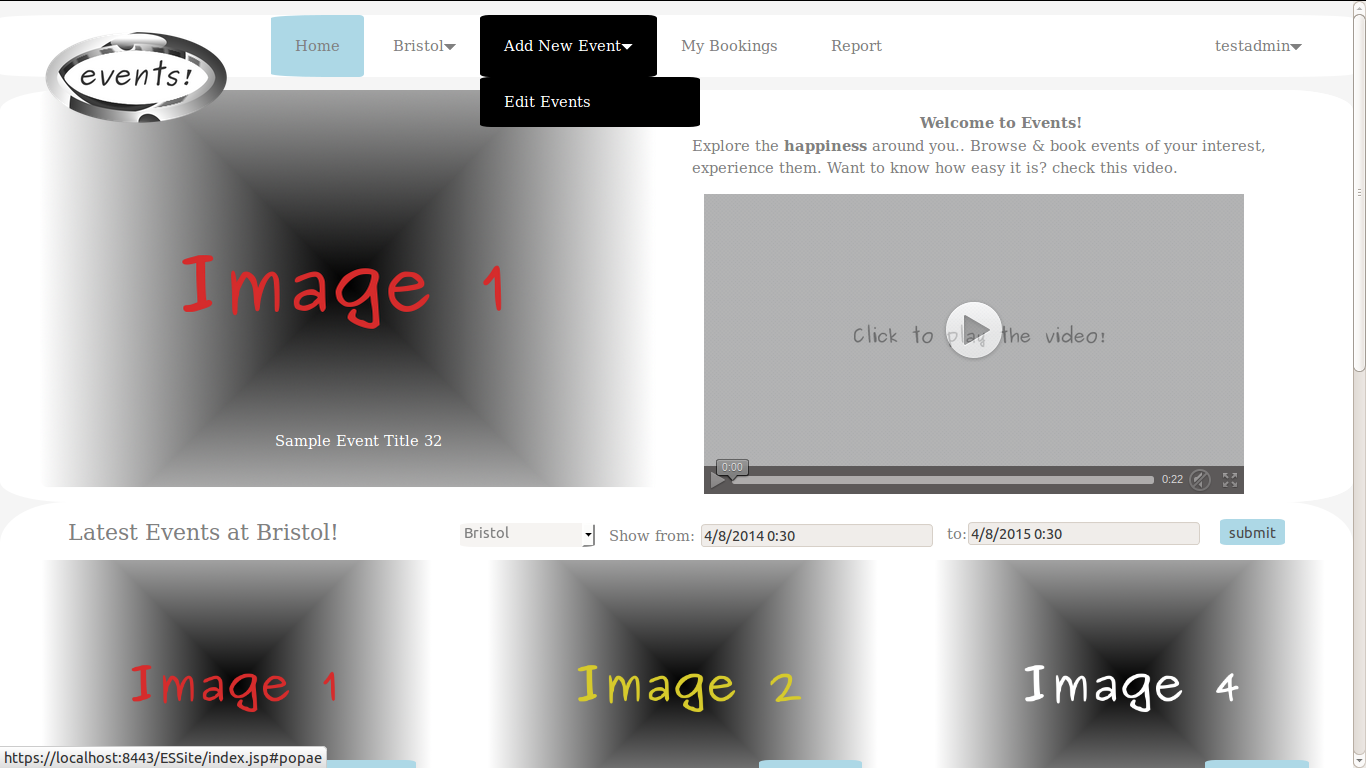 events!
Home
Bristol
Add New Event
My Bookings
Report
testadmin
Edit Events
Image 1
Sample Event Title 32
Welcome to Events!
Explore the happiness around you.. Browse & book events of your interest,
experience them. Want to know how easy it is? check this video.
Click to play the video!
0:00
0:22
Latest Events at Bristol!
Bristol
Show from:
4/8/2014 0:30
to:
4/8/2015 0:30
submit
Image 1
Image 2
Image 4
https://localhost:8443/ESSite/index.jsp#popae